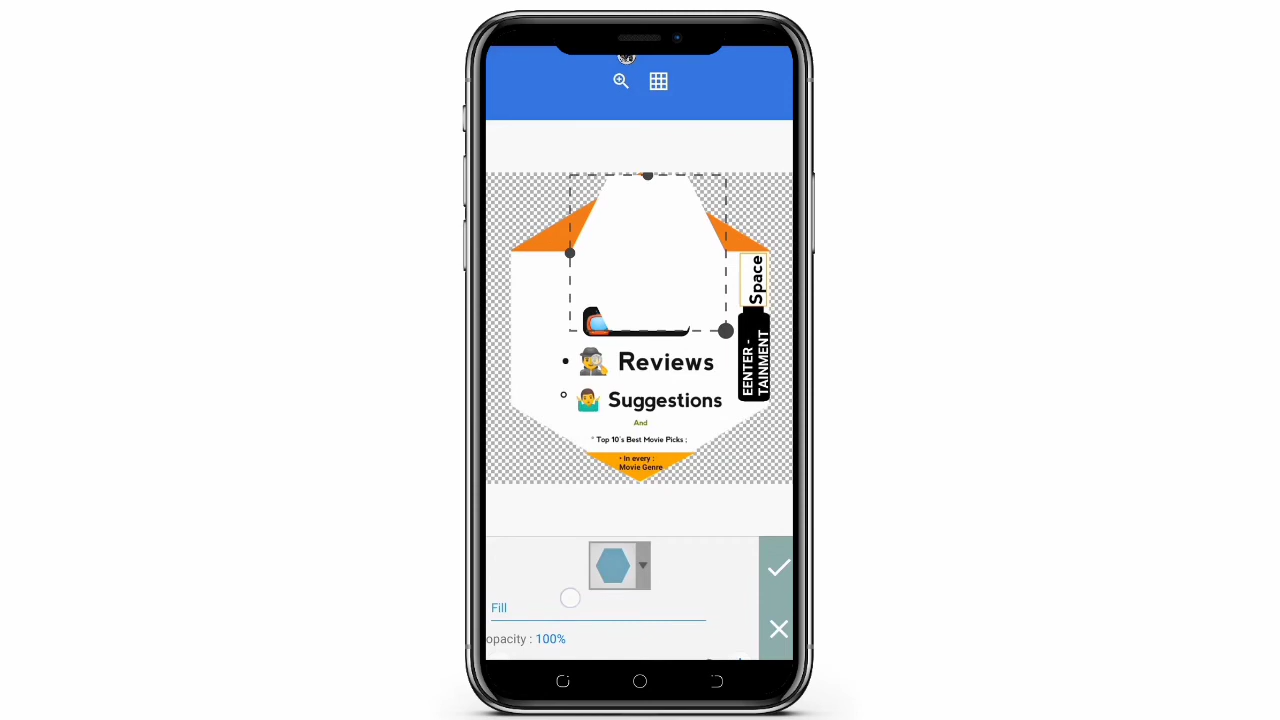 Space
EENTER -
TAINMENT
• 🕵️ Reviews
° 🤷‍♂️ Suggestions
And
° Top 10's Best Movie Picks ;
• In every :
Movie Genre
Fill
opacity : 100%